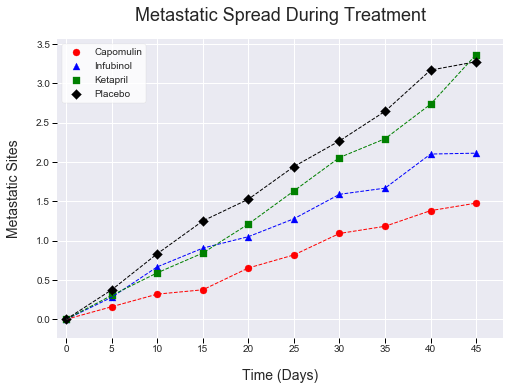 Metastatic Spread During Treatment
3.5
3.0
2.5
2.0
1.5
1.0
0.5
0.0
Metastatic Sites
Capomulin
Infubinol
Ketapril
Placebo
0 5 10 15 20 25 30 35 40 45
Time (Days)